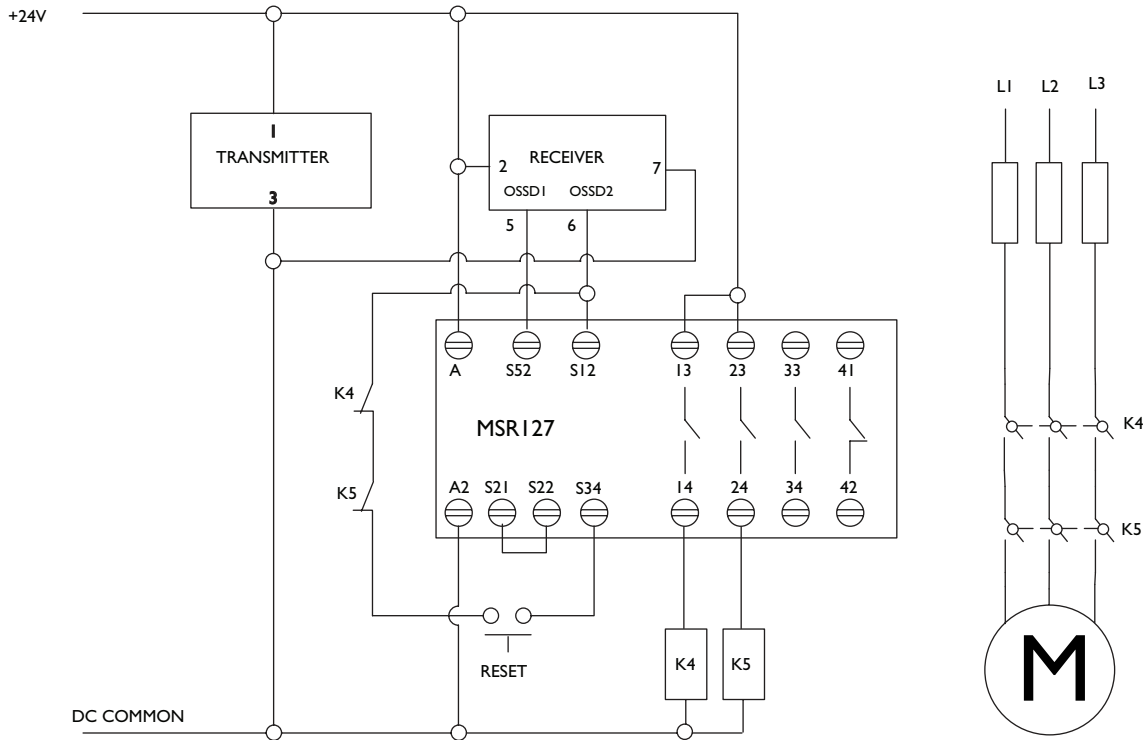 +24V
L1 L2 L3
1
TRANSMITTER
3
2 RECEIVER 7
OSSD1 OSSD2
5 6
A S52 S12 13 23 33 41
K4
MSR127
K4
K5
A2 S21 S22 S34 14 24 34 42
K5
RESET
K4 K5
M
DC COMMON